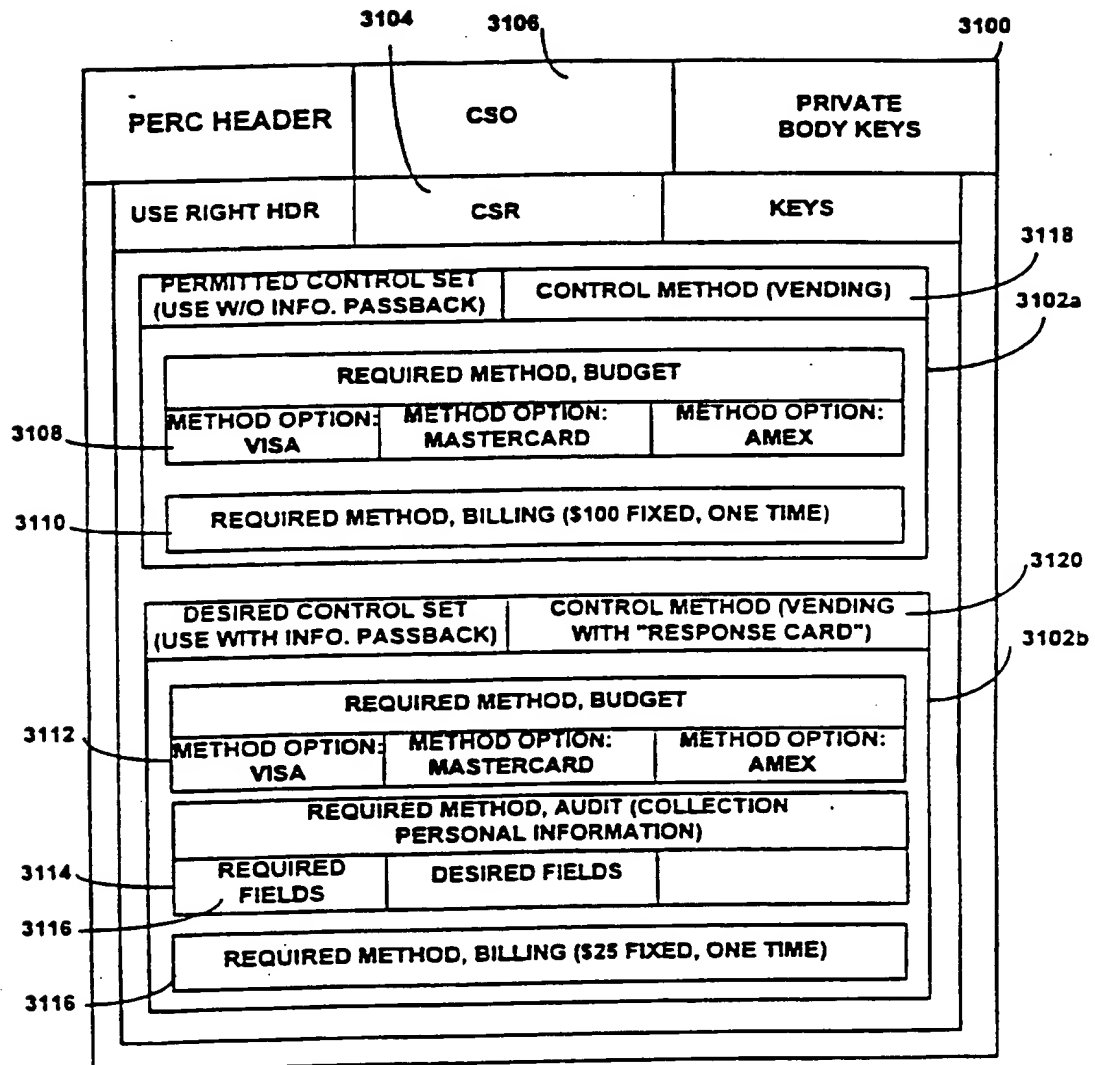 3104
3106
3100
PERC HEADER
CSO
PRIVATE
BODY KEYS
USE RIGHT HDR
CSR
KEYS
3118
PERMITTED CONTROL SET
(USE W/O INFO. PASSBACK)
CONTROL METHOD (VENDING)
3102a
REQUIRED METHOD, BUDGET
3108
METHOD OPTION:
VISA
METHOD OPTION:
MASTERCARD
METHOD OPTION:
AMEX
3110
REQUIRED METHOD, BILLING ($100 FIXED, ONE TIME)
3120
DESIRED CONTROL SET
(USE WITH INFO. PASSBACK)
CONTROL METHOD (VENDING
WITH "RESPONSE CARD")
3102b
REQUIRED METHOD, BUDGET
3112
METHOD OPTION:
VISA
METHOD OPTION:
MASTERCARD
METHOD OPTION:
AMEX
REQUIRED METHOD, AUDIT (COLLECTION
PERSONAL INFORMATION)
3114
REQUIRED
FIELDS
DESIRED FIELDS
3116
REQUIRED METHOD, BILLING ($25 FIXED, ONE TIME)
3116